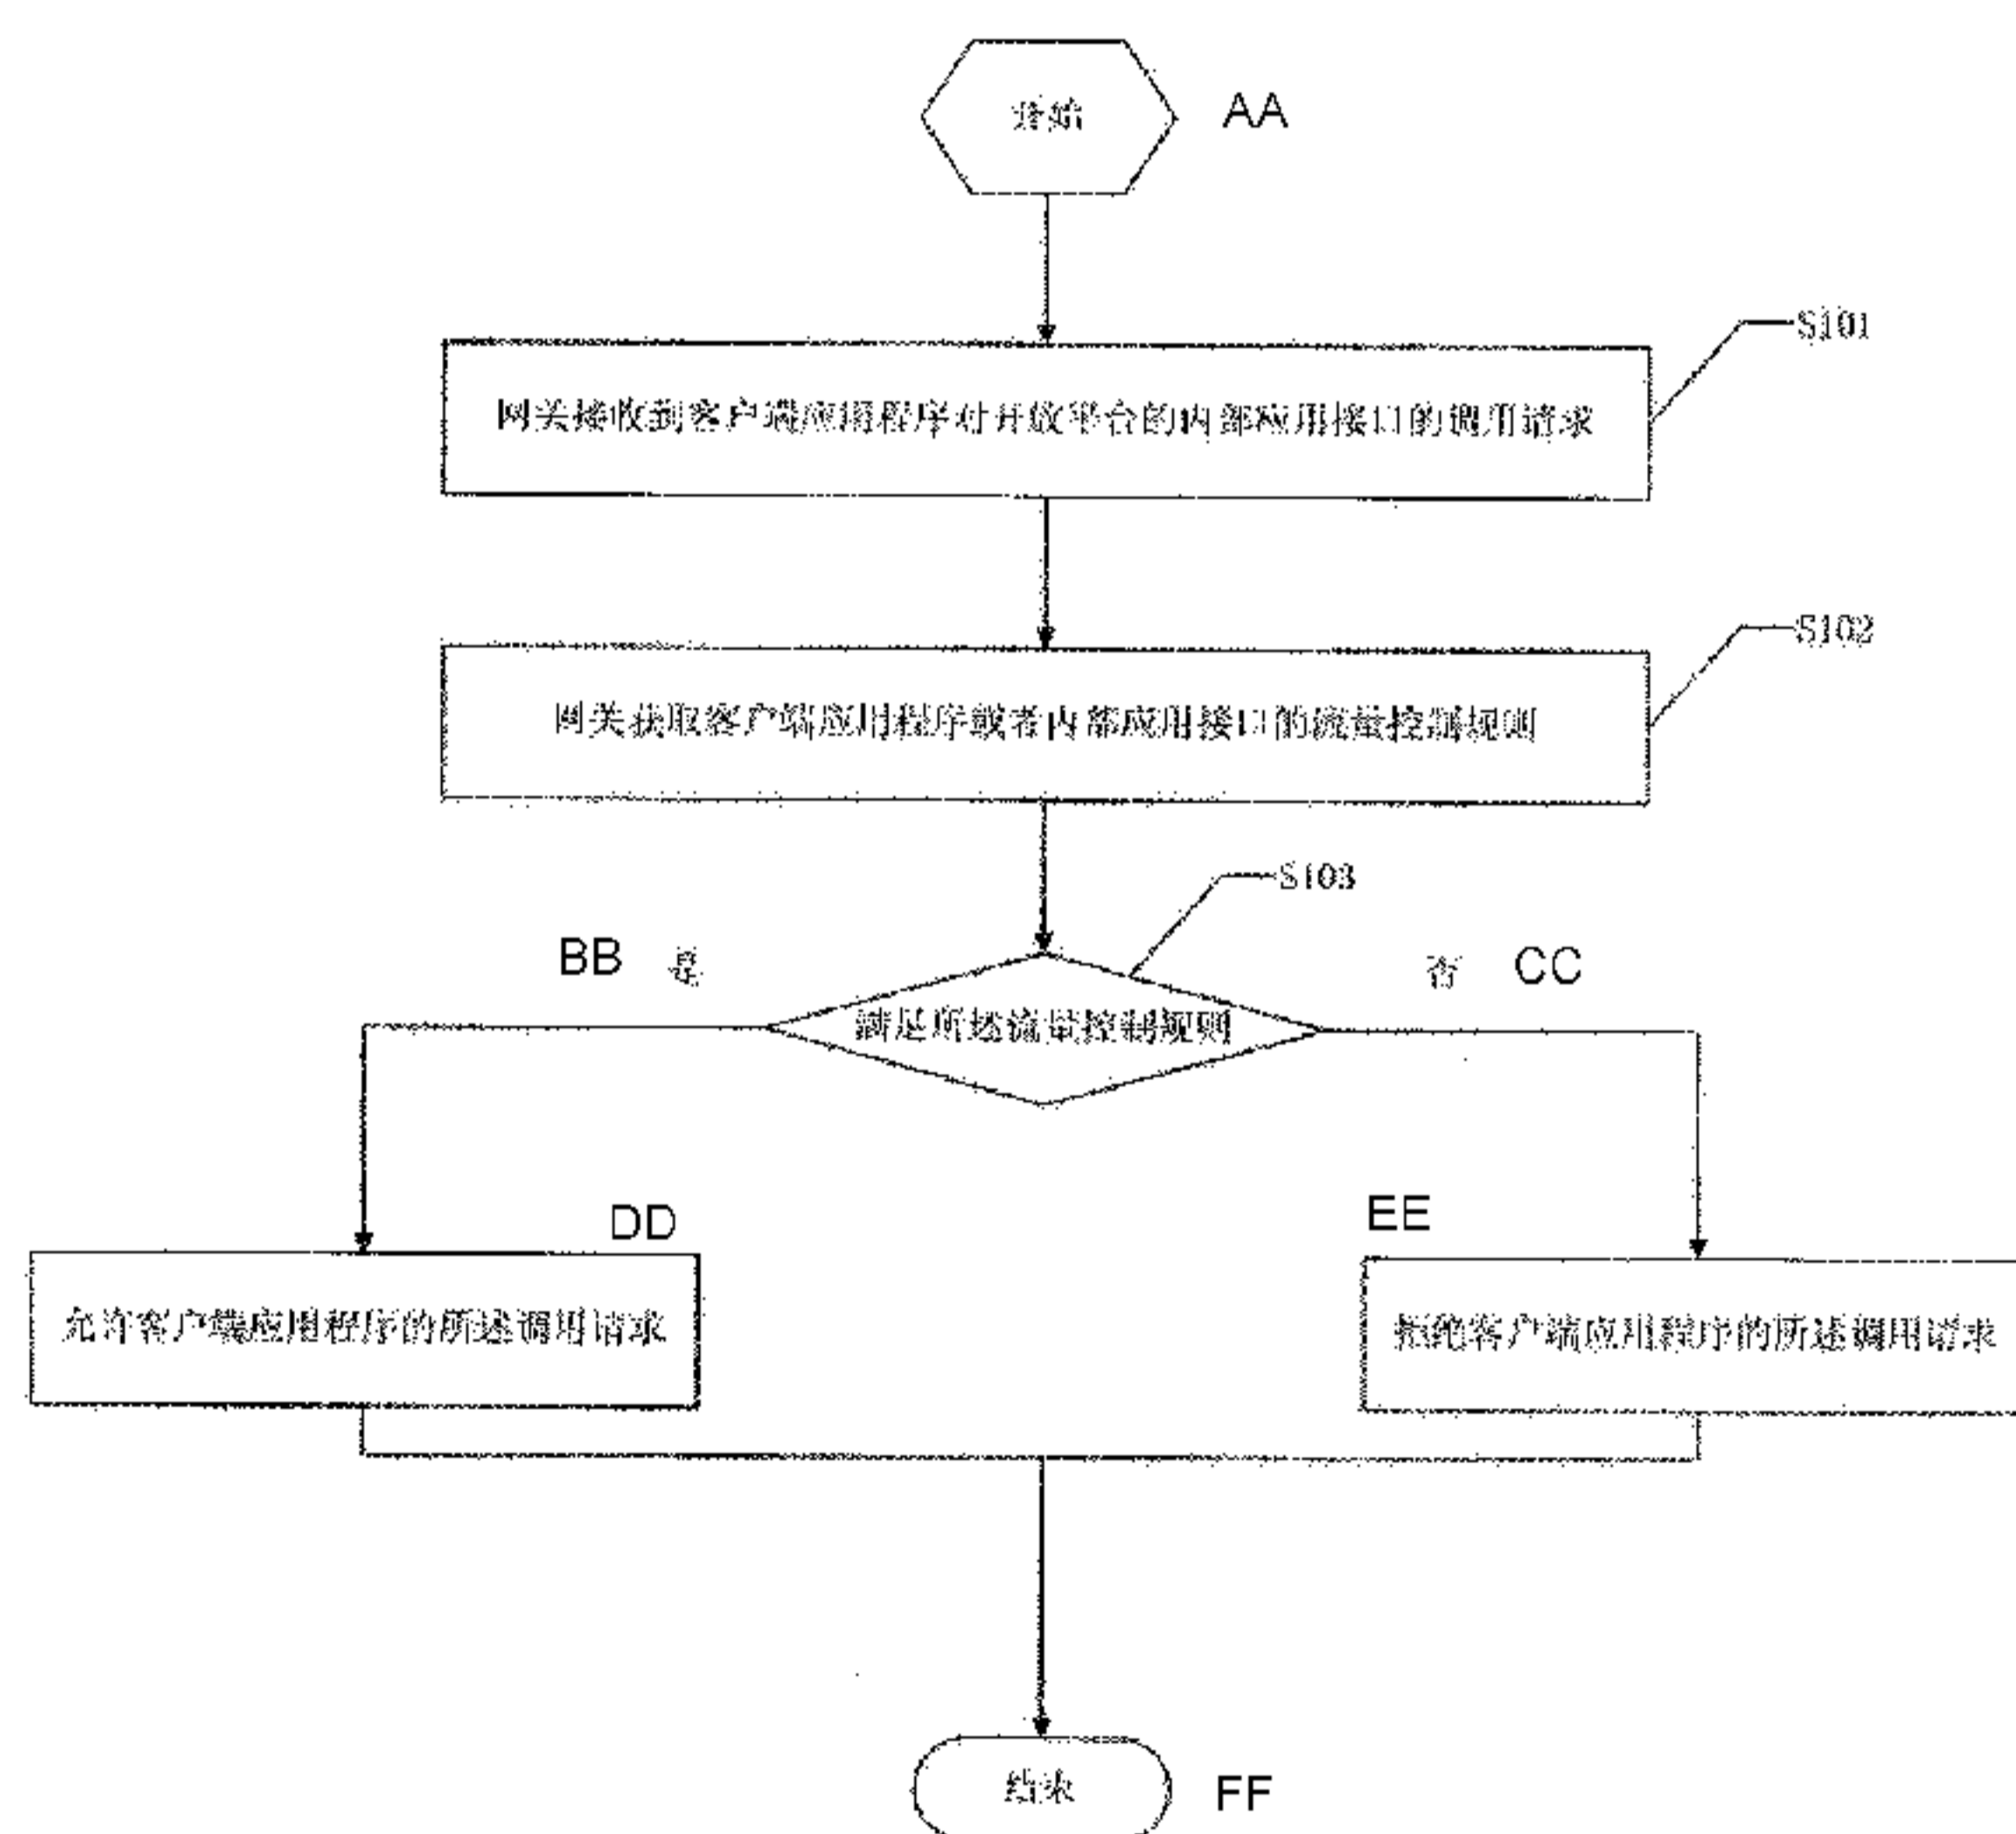 开始
AA
S101
网关接收到客户端应用程序对开放平台的内部应用接口的调用请求
S102
网关获取客户端应用程序或者内部应用接口的流量控制规则
S103
BB 是
否 CC
满足所述流量控制规则
DD
EE
允许客户端应用程序的所述调用请求
拒绝客户端应用程序的所述调用请求
结束
FF